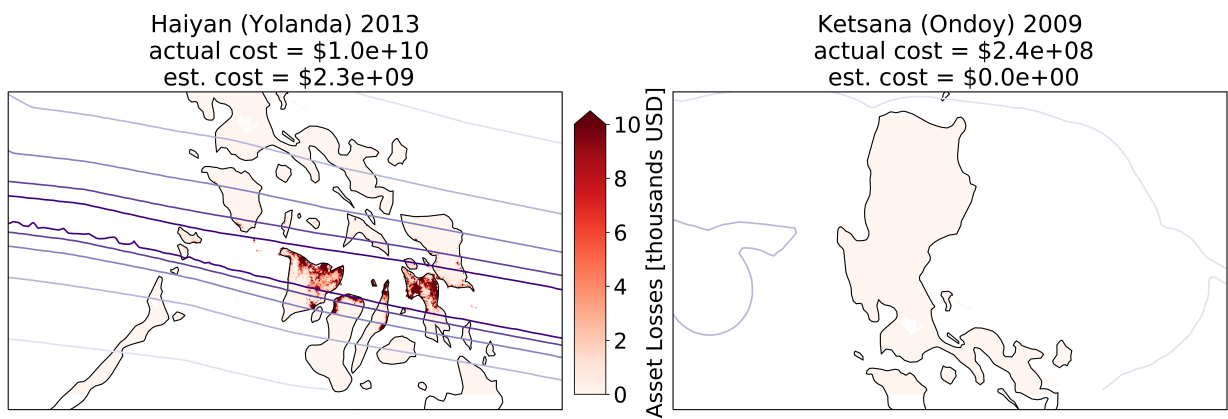 Haiyan (Yolanda) 2013
actual cost = $1.0e+10
est. cost = $2.3e+09
10
8
6
4
2
0
Asset Losses [thousands USD]
Ketsana (Ondoy) 2009
actual cost = $2.4e+08
est. cost = $0.0e+00